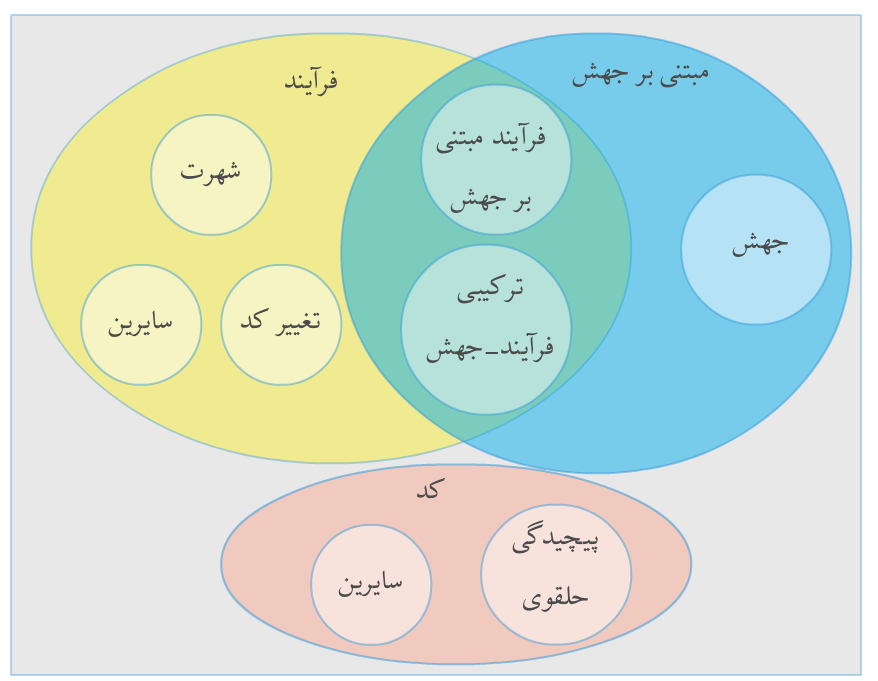 مبتنی بر جهش
فرآیند
فرآیند مبتنی
بر جهش
شهرت
جهش
ترکیبی
فرآیند-جهش
تغییر کد
سایرین
کد
پیچیدگی
حلقوی
سایرین